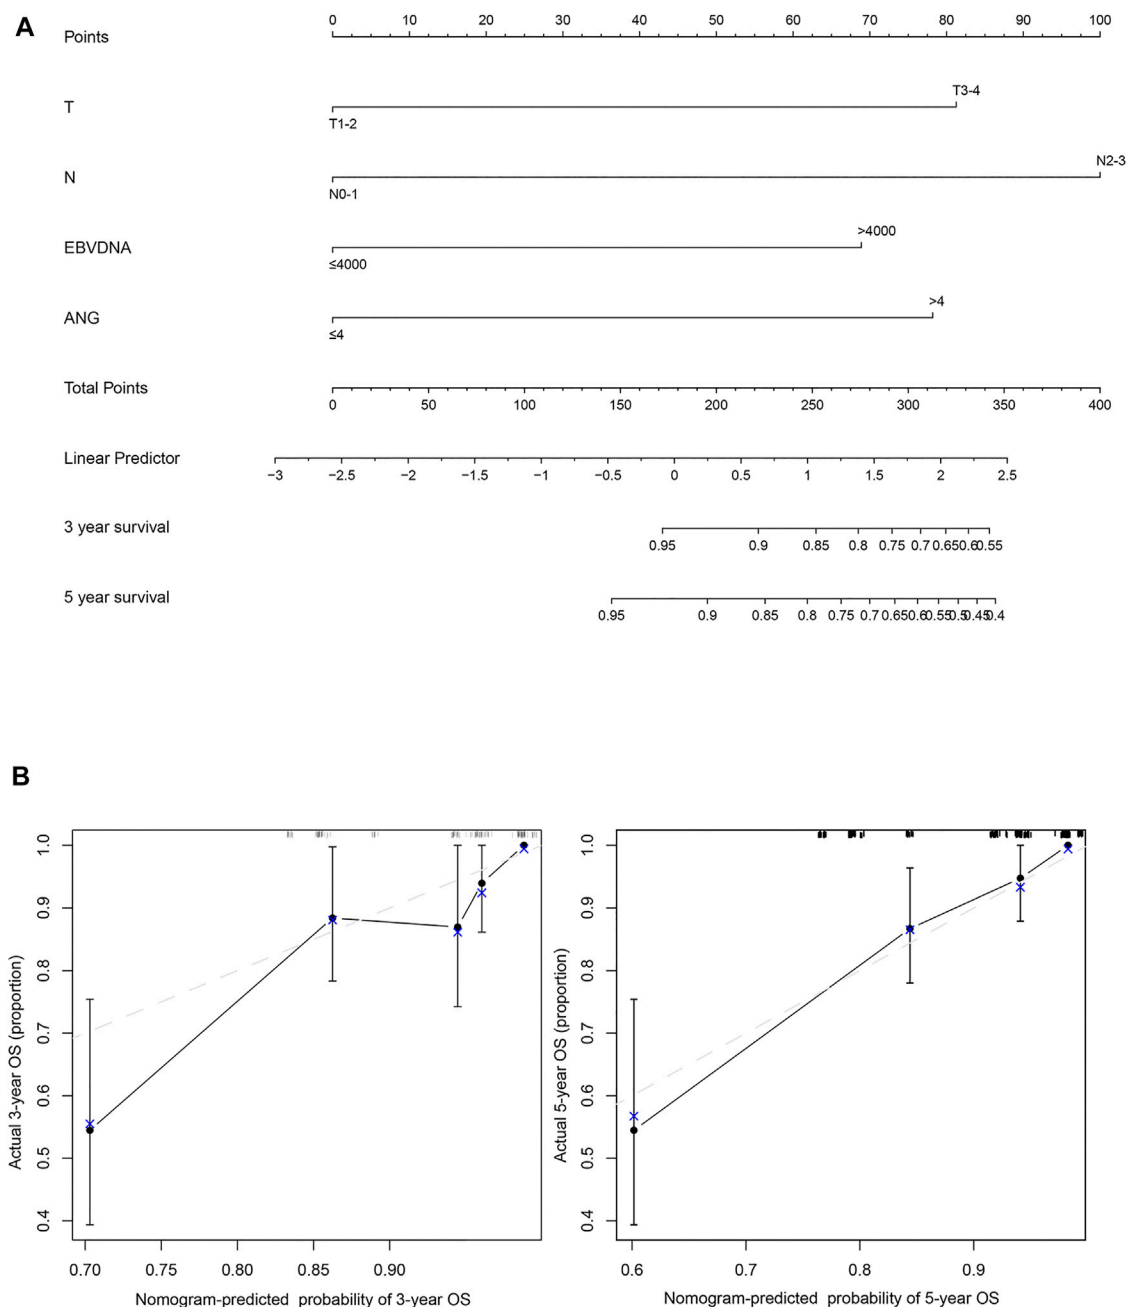 A
0 10 20 30 40 50 60 70 80 90 100
Points
T3-4
T
T1-2
N2-3
N
N0-1
>4000
EBVDNA
≤4000
>4
ANG
≤4
Total Points
0 50 100 150 200 250 300 350 400
Linear Predictor
−3 −2.5 −2 −1.5 −1 −0.5 0 0.5 1 1.5 2 2.5
3 year survival
0.95 0.9 0.85 0.8 0.75 0.7 0.65 0.6 0.55
5 year survival
0.95 0.9 0.85 0.8 0.75 0.7 0.65 0.6 0.55 0.5 0.45 0.4
B
Actual 3-year OS (proportion)
1.0
0.9
0.8
0.7
0.6
0.5
0.4
0.70 0.75 0.80 0.85 0.90
Nomogram-predicted probability of 3-year OS
Actual 5-year OS (proportion)
1.0
0.9
0.8
0.7
0.6
0.5
0.4
0.6 0.7 0.8 0.9
Nomogram-predicted probability of 5-year OS